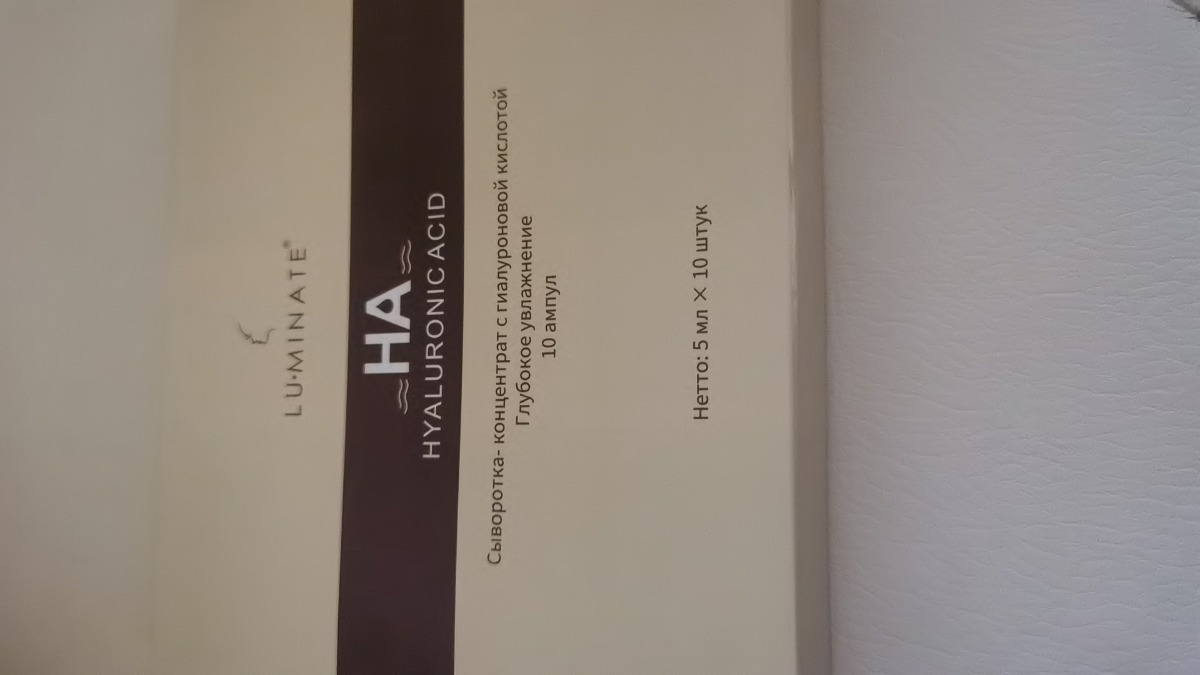 LU·MINATE®
HA
HYALURONIC ACID
Сыворотка- концентрат с гиалуроновой кислотой
Глубокое увлажнение
10 ампул
Нетто: 5 мл × 10 штук